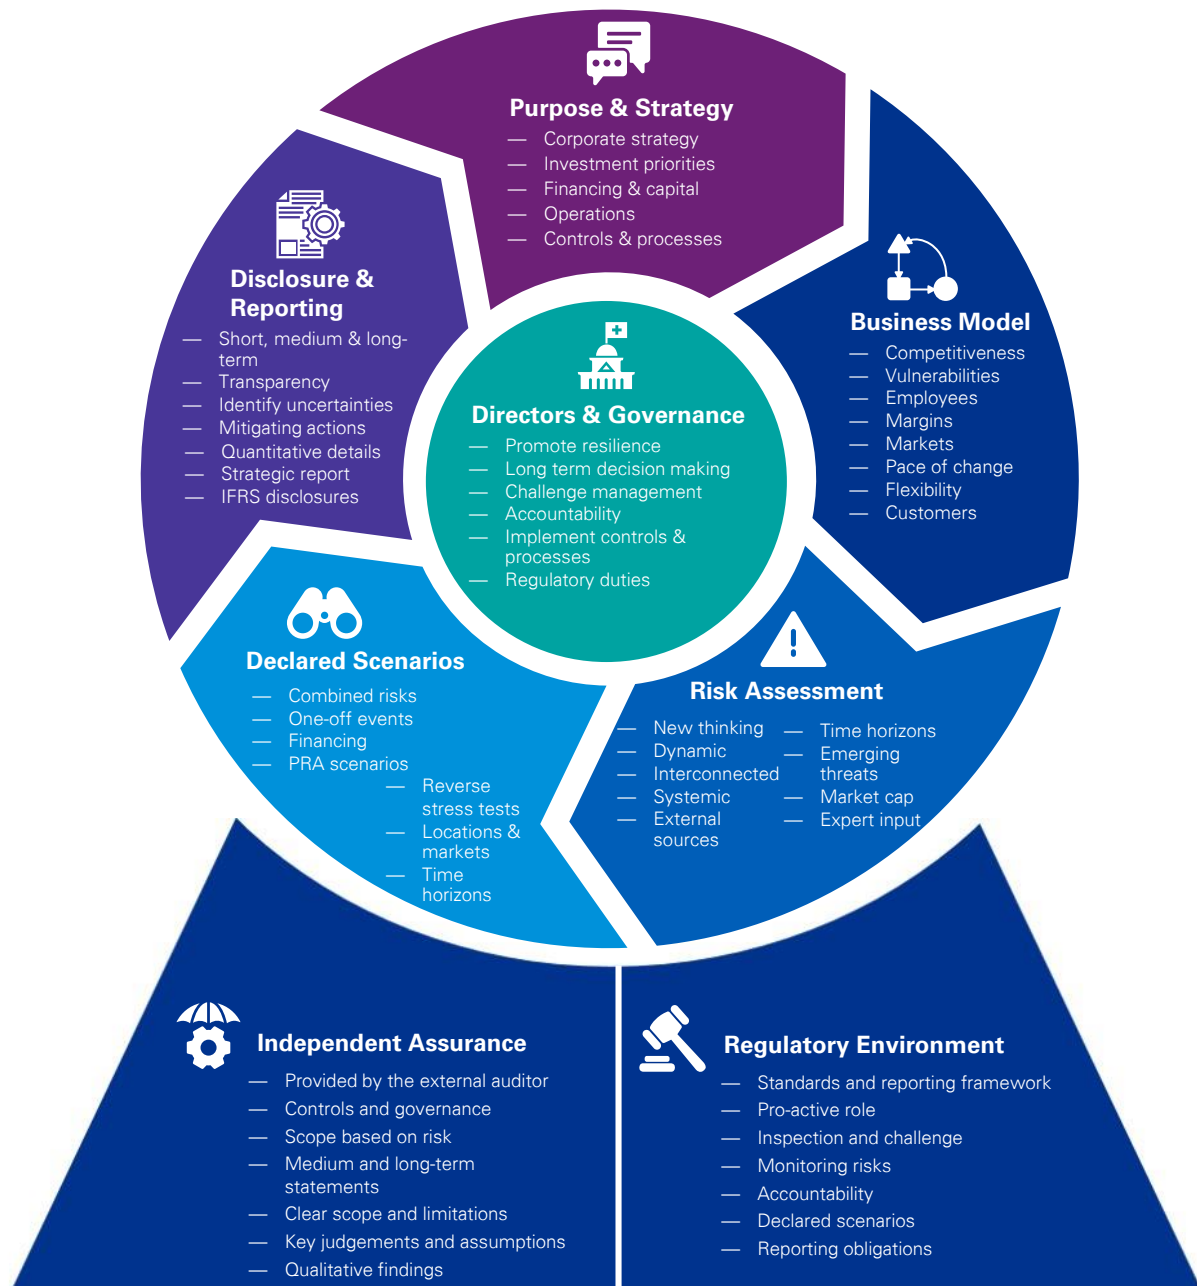 Purpose & Strategy
— Corporate strategy
— Investment priorities
— Financing & capital
— Operations
— Controls & processes
Business Model
— Competitiveness
— Vulnerabilities
— Employees
— Margins
— Markets
— Pace of change
— Flexibility
— Customers
Risk Assessment
— New thinking
— Dynamic
— Interconnected
— Systemic
— External
sources
— Time horizons
— Emerging
threats
— Market cap
— Expert input
Declared Scenarios
— Combined risks
— One-off events
— Financing
— PRA scenarios
— Reverse
stress tests
— Locations &
markets
— Time
horizons
Disclosure &
Reporting
— Short, medium & long-
term
— Transparency
— Identify uncertainties
— Mitigating actions
— Quantitative details
— Strategic report
— IFRS disclosures
Directors & Governance
— Promote resilience
— Long term decision making
— Challenge management
— Accountability
— Implement controls &
processes
— Regulatory duties
Independent Assurance
— Provided by the external auditor
— Controls and governance
— Scope based on risk
— Medium and long-term
statements
— Clear scope and limitations
— Key judgements and assumptions
— Qualitative findings
Regulatory Environment
— Standards and reporting framework
— Pro-active role
— Inspection and challenge
— Monitoring risks
— Accountability
— Declared scenarios
— Reporting obligations